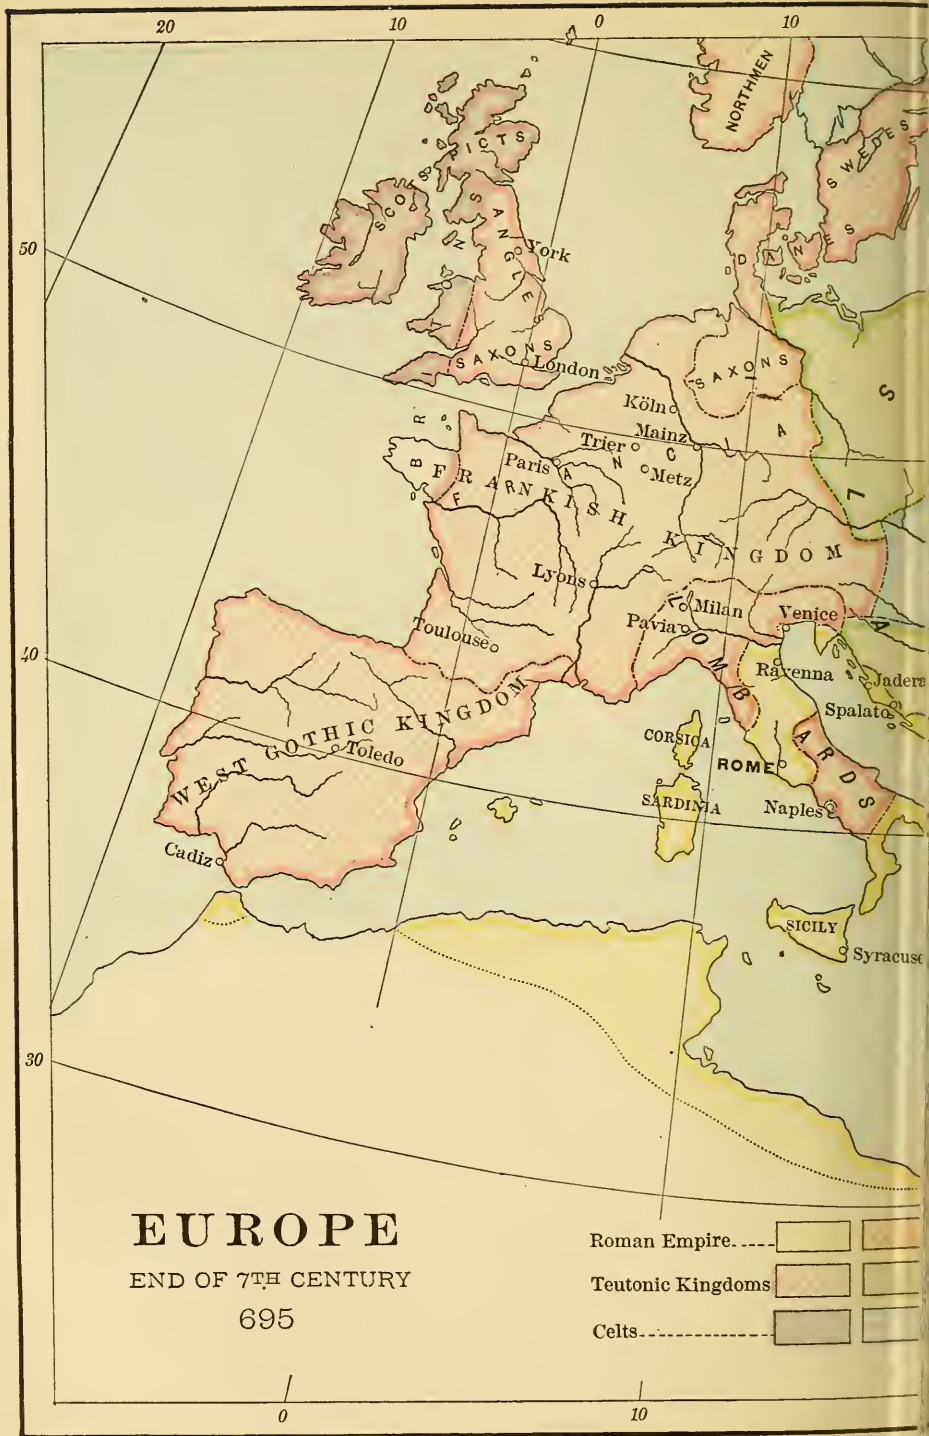 20 10 0 10
NORTHMEN
SWEDES
PICTS
SCOTS
ANGLES
York
DANES
50
BRITONS
SAXONS
London
SAXONS
Köln
Mainz
Trier
Metz
Paris
FRANKISH KINGDOM
FRANCIA
SLA
Lyons
Milan
Venice
Pavia
Toulouse
LOMBARDS
Ravenna
Jadera
Spalato
40
WEST GOTHIC KINGDOM
Toledo
CORSICA
ROME
SARDINIA
Naples
Cadiz
SICILY
Syracuse
30
EUROPE
END OF 7TH CENTURY
695
Roman Empire
Teutonic Kingdoms
Celts
0 10